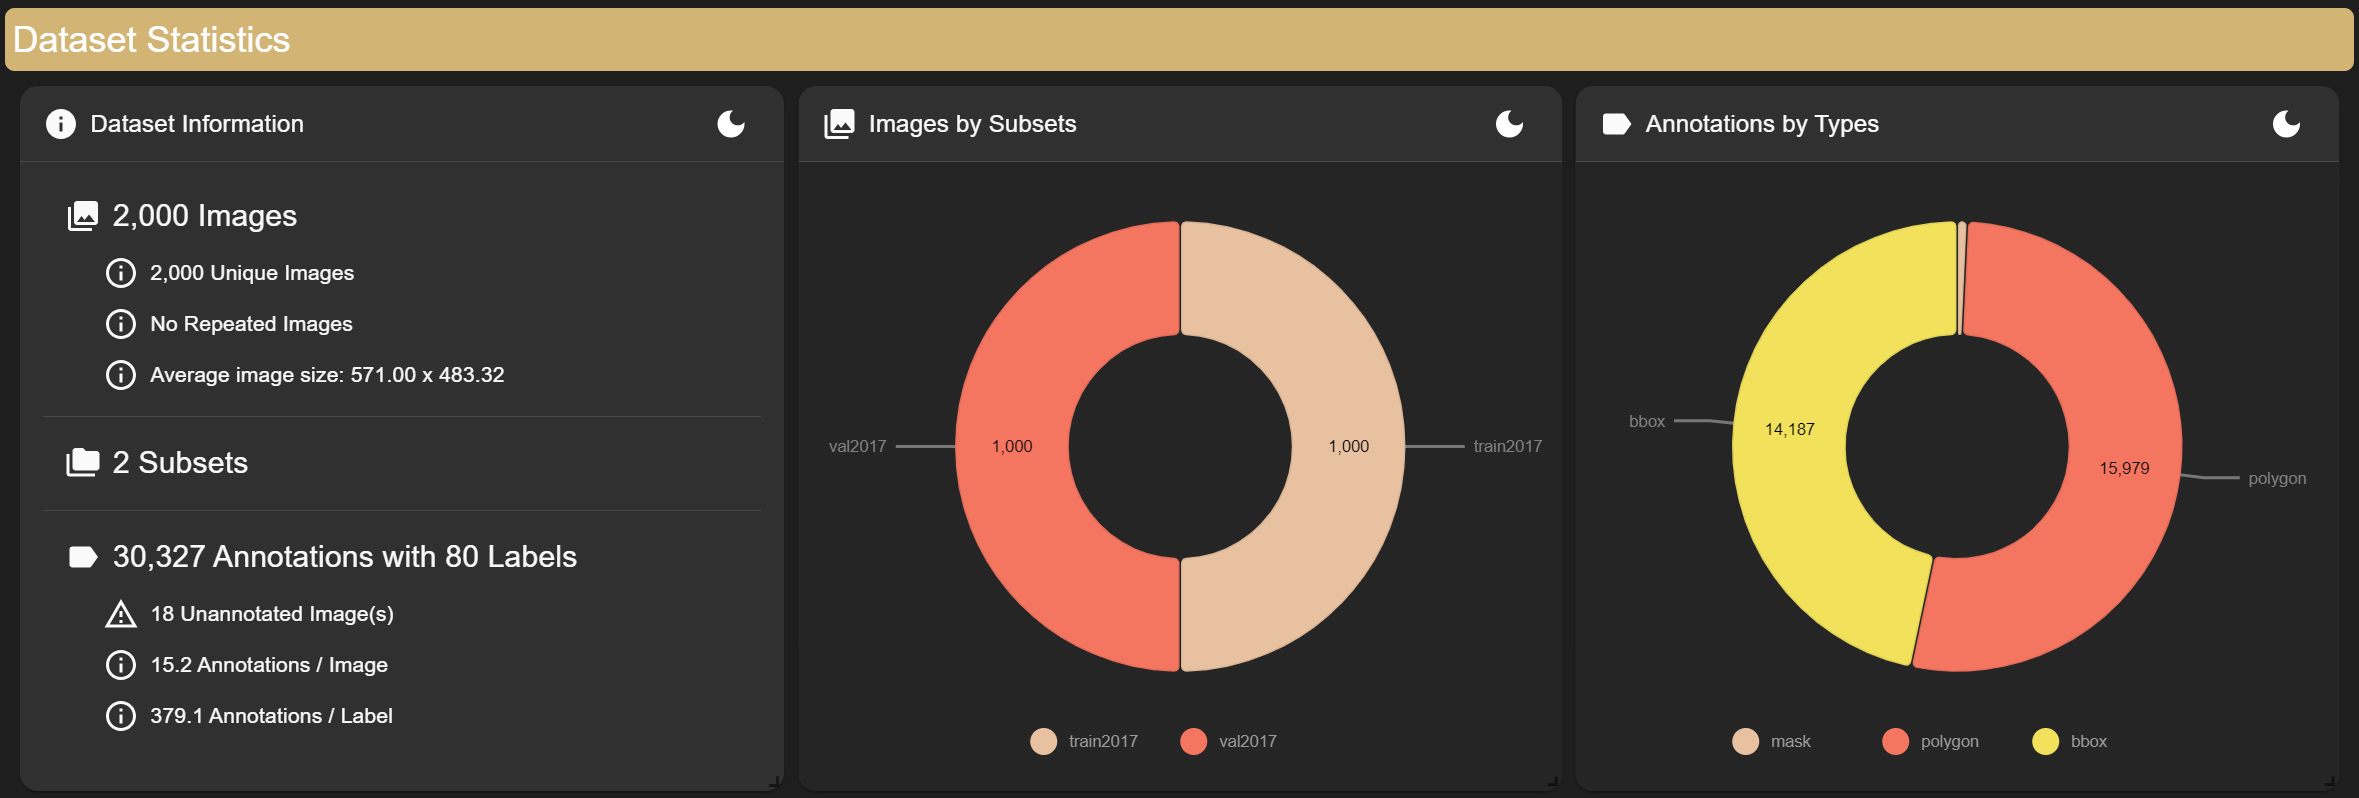 Dataset Statistics
Dataset Information
2,000 Images
2,000 Unique Images
No Repeated Images
Average image size: 571.00 x 483.32
2 Subsets
30,327 Annotations with 80 Labels
18 Unannotated Image(s)
15.2 Annotations / Image
379.1 Annotations / Label
Images by Subsets
val2017
1,000
1,000
train2017
train2017
val2017
Annotations by Types
bbox
14,187
15,979
polygon
mask
polygon
bbox